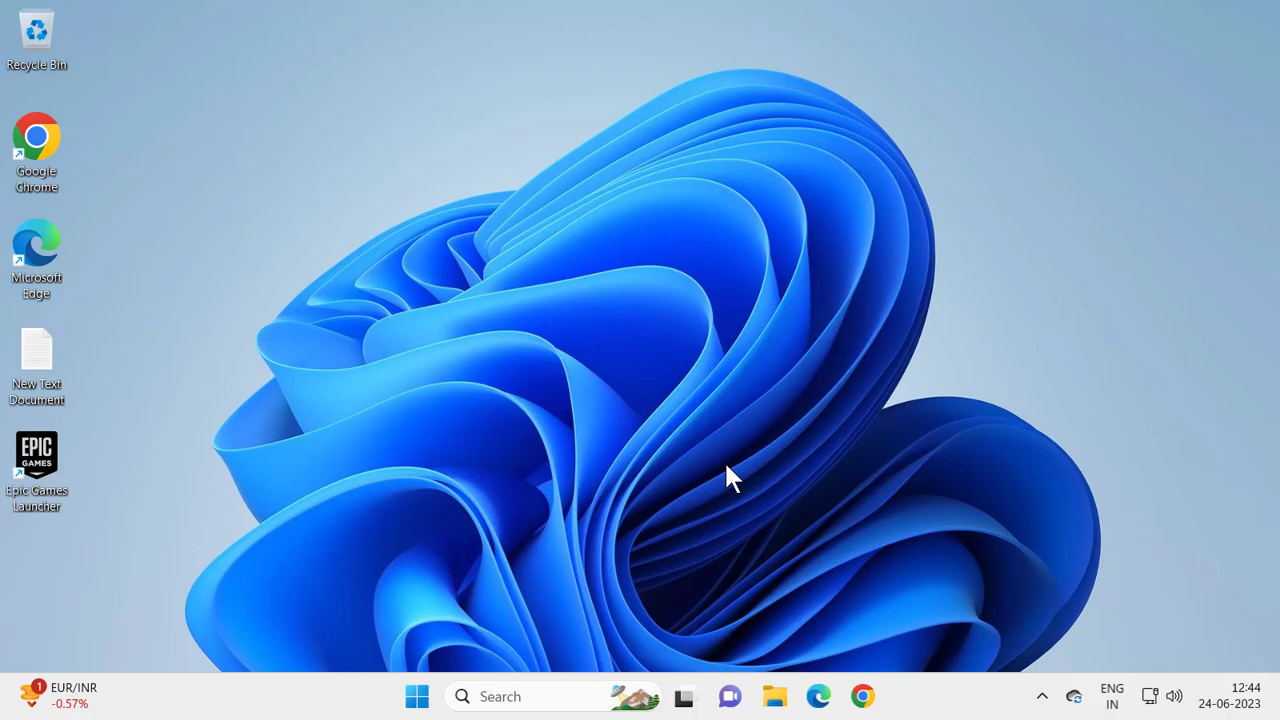 Recycle Bin
Google
Chrome
Microsoft
Edge
New Text
Document
EPIC
GAMES
Epic Games
Launcher
1
EUR/INR
-0.57%
Search
ENG
IN
12:44
24-06-2023